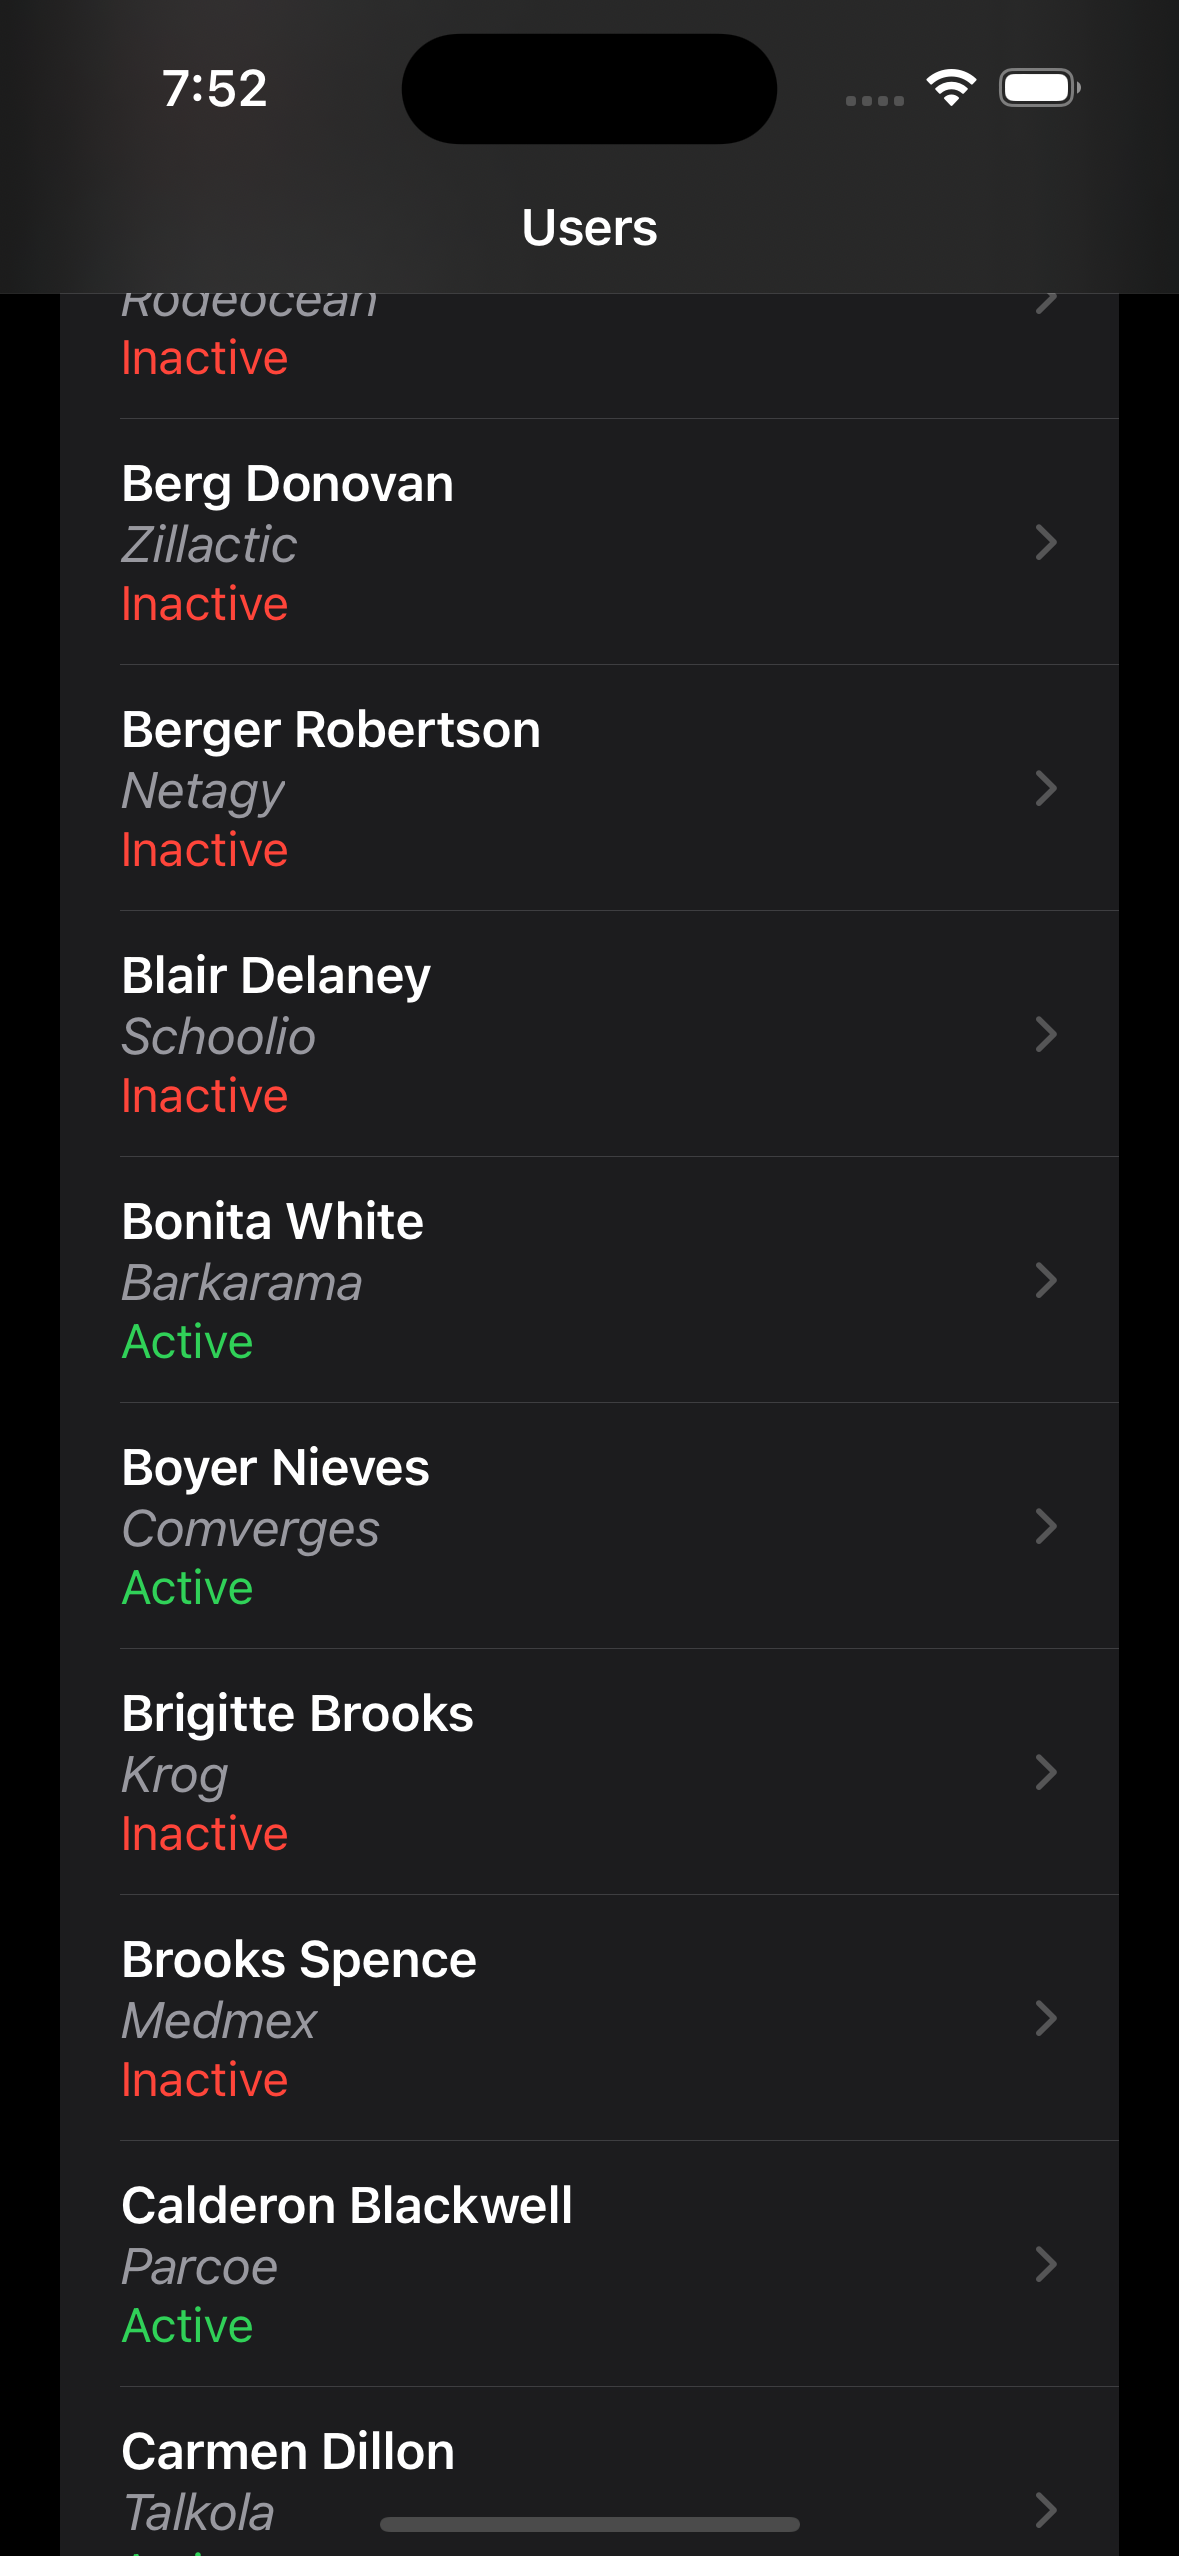 7:52
Users
Rodeocean
Inactive
Berg Donovan
Zillactic
Inactive
Berger Robertson
Netagy
Inactive
Blair Delaney
Schoolio
Inactive
Bonita White
Barkarama
Active
Boyer Nieves
Comverges
Active
Brigitte Brooks
Krog
Inactive
Brooks Spence
Medmex
Inactive
Calderon Blackwell
Parcoe
Active
Carmen Dillon
Talkola